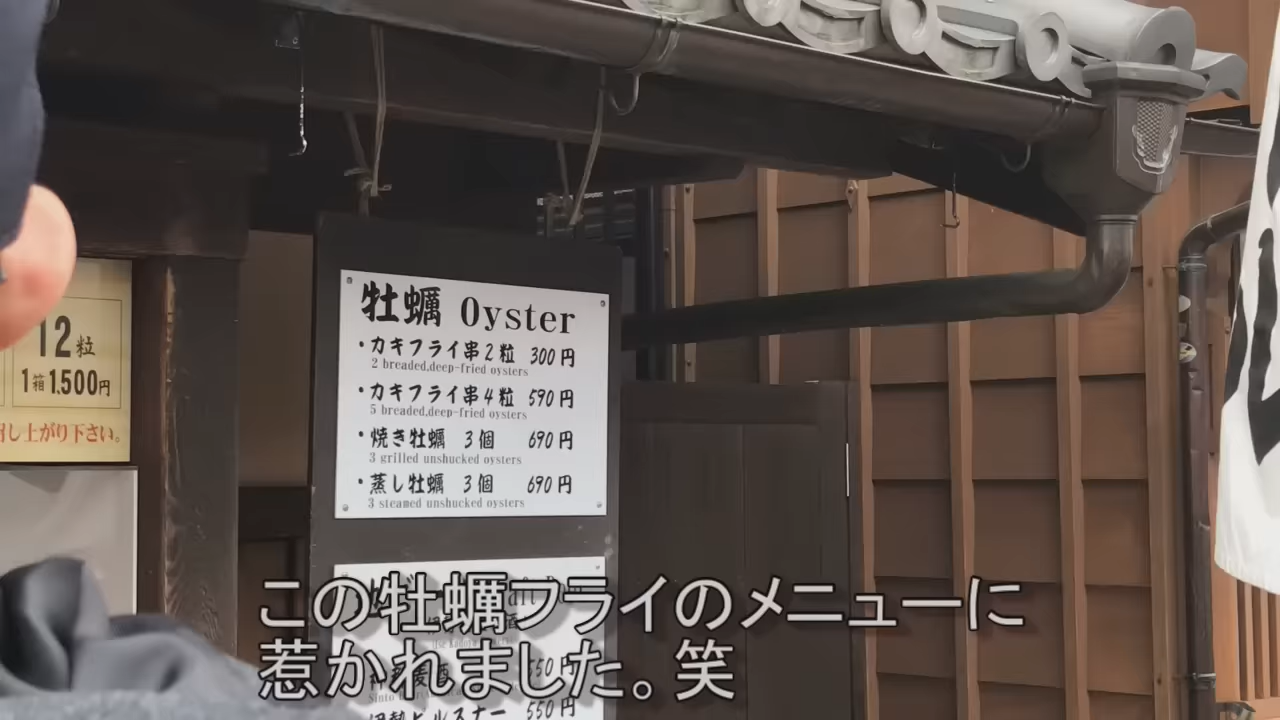 12粒
1箱1.500円
し上がり下さい。
牡蠣 Oyster
・カキフライ串2粒 300円
2 breaded,deep-fried oysters
・カキフライ串4粒 590円
5 breaded,deep-fried oysters
・焼き牡蠣 3個 690円
3 grilled unshucked oysters
・蒸し牡蠣 3個 690円
3 steamed unshucked oysters
この牡蠣フライのメニューに
惹かれました。笑
550円
550円